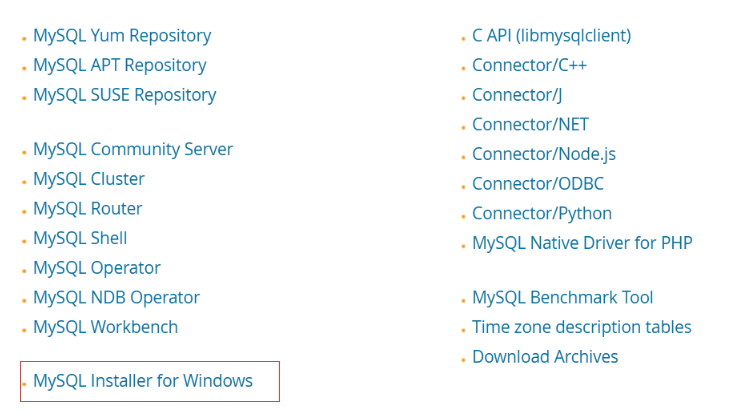 MySQL Yum Repository
MySQL APT Repository
MySQL SUSE Repository
MySQL Community Server
MySQL Cluster
MySQL Router
MySQL Shell
MySQL Operator
MySQL NDB Operator
MySQL Workbench
MySQL Installer for Windows
C API (libmysqlclient)
Connector/C++
Connector/J
Connector/NET
Connector/Node.js
Connector/ODBC
Connector/Python
MySQL Native Driver for PHP
MySQL Benchmark Tool
Time zone description tables
Download Archives